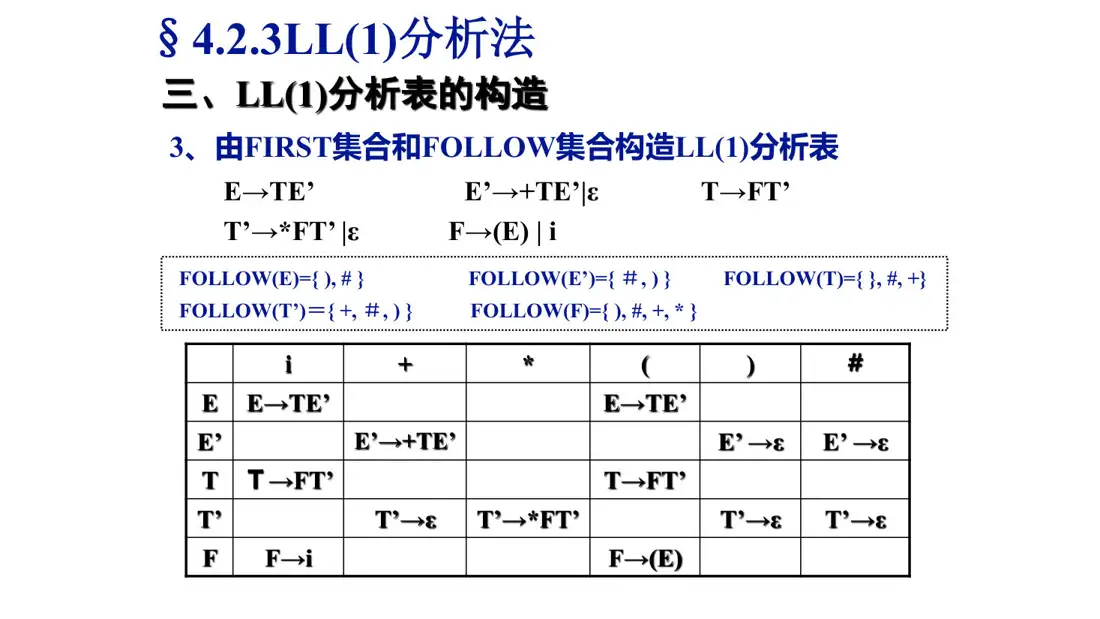 §4.2.3LL(1)分析法
三、LL(1)分析表的构造
3、由FIRST集合和FOLLOW集合构造LL(1)分析表
E→TE’ E’→+TE’|ε T→FT’
T’→*FT’ |ε F→(E) | i
FOLLOW(E)={ ), # } FOLLOW(E’)={ ＃, ) } FOLLOW(T)={ }, #, +}
FOLLOW(T’)＝{ +, ＃, ) } FOLLOW(F)={ ), #, +, * }
i + * ( ) #
E E→TE’ E→TE’
E’ E’→+TE’ E’ →ε E’ →ε
T T→FT’ T→FT’
T’ T’→ε T’→*FT’ T’→ε T’→ε
F F→i F→(E)